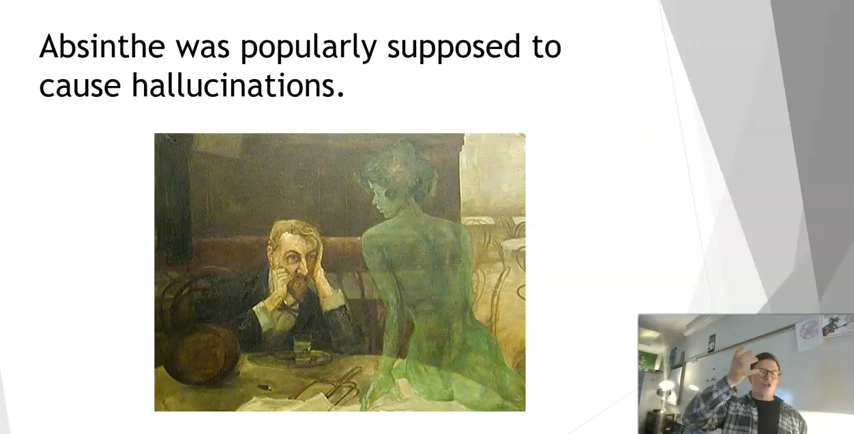 Absinthe was popularly supposed to
cause hallucinations.